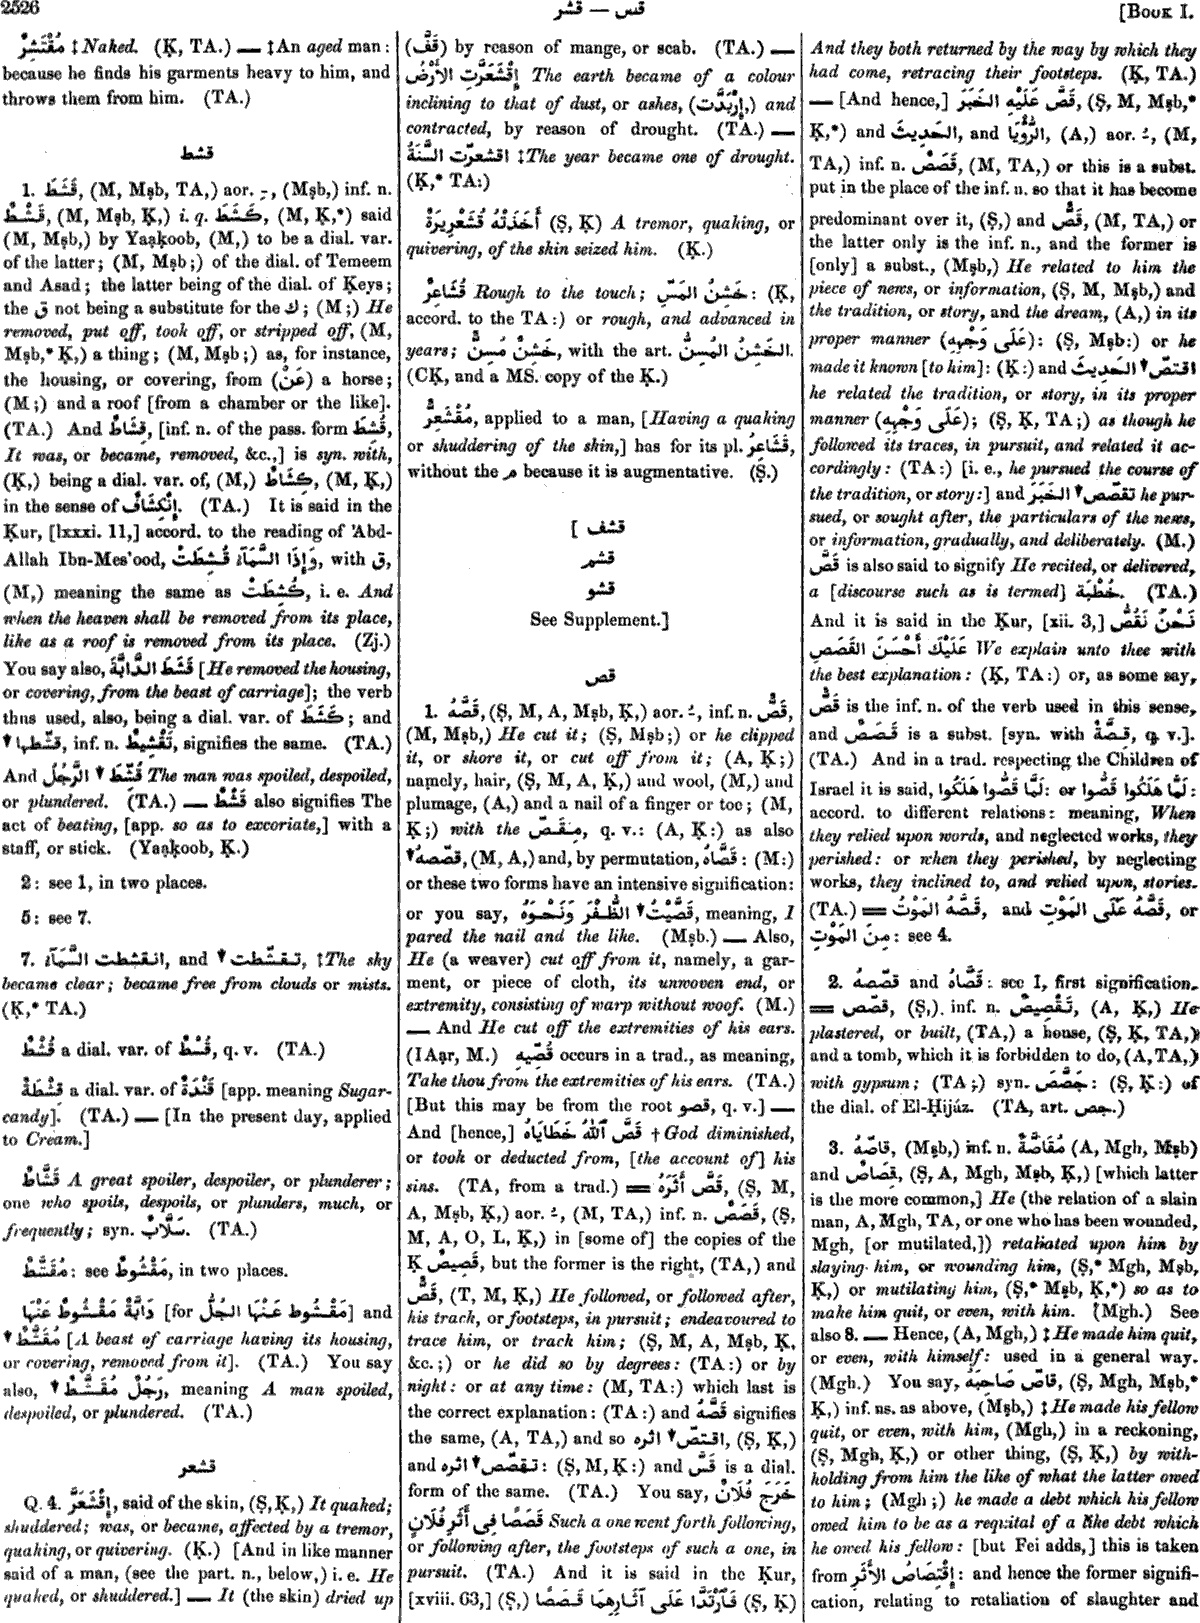 2526
قس — قشر
[Book I.
مُقْتَشِرٌ ‡ Naked. (Ḳ, TA.) — ‡ An aged man :
because he finds his garments heavy to him, and
throws them from him. (TA.)
قشط
1. قَشَطَ, (M, Mṣb, TA,) aor. ـِ, (Mṣb,) inf. n.
قَشْطٌ, (M, Mṣb, Ḳ,) i. q. كَشَطَ, (M, Ḳ,*) said
(M, Mṣb,) by Yaaḳoob, (M,) to be a dial. var.
of the latter; (M, Mṣb;) of the dial. of Temeem
and Asad; the latter being of the dial. of Ḳeys;
the ق not being a substitute for the ك; (M;) He
removed, put off, took off, or stripped off, (M,
Mṣb,* Ḳ,) a thing; (M, Mṣb;) as, for instance,
the housing, or covering, from (عَنْ) a horse;
(M;) and a roof [from a chamber or the like].
(TA.) And قِشَاطٌ, [inf. n. of the pass. form قُشِطَ,
It was, or became, removed, &c.,] is syn. with,
(Ḳ,) being a dial. var. of, (M,) كِشَاطٌ, (M, Ḳ,)
in the sense of إِنْكِشَافٌ. (TA.) It is said in the
Ḳur, [lxxxi. 11,] accord. to the reading of 'Abd-
Allah Ibn-Mes'ood, وَإِذَا السَّمَآءُ قُشِطَتْ, with ق,
(M,) meaning the same as كُشِطَتْ, i. e. And
when the heaven shall be removed from its place,
like as a roof is removed from its place. (Zj.)
You say also, قَشَطَ الدَّابَّةَ [He removed the housing,
or covering, from the beast of carriage]; the verb
thus used, also, being a dial. var. of كَشَطَ; and
▼ قشّطها, inf. n. تَقْشِيطٌ, signifies the same. (TA.)
And قَشَّطَ ▼ الرَّجُلُ The man was spoiled, despoiled,
or plundered. (TA.) — قَشْطٌ also signifies The
act of beating, [app. so as to excoriate,] with a
staff, or stick. (Yaaḳoob, Ḳ.)
2: see 1, in two places.
5: see 7.
7. انقشطت السَّمَآءُ, and ▼ تقشّطت, ‡ The sky
became clear; became free from clouds or mists.
(Ḳ,* TA.)
قُشْطٌ a dial. var. of قُسْطٌ, q. v. (TA.)
قِشْطَةٌ a dial. var. of قَنْدَةٌ [app. meaning Sugar-
candy]. (TA.) — [In the present day, applied
to Cream.]
قَشَّاطٌ A great spoiler, despoiler, or plunderer;
one who spoils, despoils, or plunders, much, or
frequently; syn. سَلَّابٌ. (TA.)
مُقَشَّطٌ: see مَقْشُوطٌ, in two places.
دَابَّةٌ مَقْشُوطٌ عَنْهَا [for مَقْشُوط عَنْهَا الجُلُّ] and
▼ مُقَشَّطٌ [A beast of carriage having its housing,
or covering, removed from it]. (TA.) You say
also, رَجُلٌ مُقَشَّطٌ ▼, meaning A man spoiled,
despoiled, or plundered. (TA.)
قشعر
Q. 4. إِقْشَعَرَّ, said of the skin, (Ṣ, Ḳ,) It quaked;
shuddered; was, or became, affected by a tremor,
quaking, or quivering. (Ḳ.) [And in like manner
said of a man, (see the part. n., below,) i. e. He
quaked, or shuddered.] — It (the skin) dried up
(قَفَّ) by reason of mange, or scab. (TA.) —
إِقْشَعَرَّتِ الأَرْضُ The earth became of a colour
inclining to that of dust, or ashes, (إِرْبَدَّت,) and
contracted, by reason of drought. (TA.) —
اقشعرّت السَّنَةُ ‡ The year became one of drought.
(Ḳ,* TA:)
أَخَذَتْهُ قُشَعْرِيرَةٌ (Ṣ, Ḳ) A tremor, quaking, or
quivering, of the skin seized him. (Ḳ.)
قُشَاعِرٌ Rough to the touch; خَشِنُ المَسِّ: (Ḳ,
accord. to the TA:) or rough, and advanced in
years; خَشِنٌ مُسِنٌّ, with the art. الخَشِنُ المُسِنُّ.
(CḲ, and a MS. copy of the Ḳ.)
مُقْشَعِرٌّ, applied to a man, [Having a quaking
or shuddering of the skin,] has for its pl. قَشَاعِرُ,
without the م because it is augmentative. (Ṣ.)
[ قشف
قشمر
قشو
See Supplement.]
قص
1. قَصَّهُ, (Ṣ, M, A, Mṣb, Ḳ,) aor. ـُ, inf. n. قَصٌّ,
(M, Mṣb,) He cut it; (Ṣ, Mṣb;) or he clipped
it, or shore it, or cut off from it; (A, Ḳ;)
namely, hair, (Ṣ, M, A, Ḳ,) and wool, (M,) and
plumage, (A,) and a nail of a finger or toe; (M,
Ḳ;) with the مِقَصّ, q. v.: (A, Ḳ:) as also
▼ قصّصهُ, (M, A,) and, by permutation, قَصَّاهُ: (M:)
or these two forms have an intensive signification:
or you say, قَصَّيْتُ ▼ الظُّفْرَ وَنَحْوَهُ, meaning, I
pared the nail and the like. (Mṣb.) — Also,
He (a weaver) cut off from it, namely, a gar-
ment, or piece of cloth, its unwoven end, or
extremity, consisting of warp without woof. (M.)
— And He cut off the extremities of his ears.
(IAạr, M.) قَصِّيهِ occurs in a trad., as meaning,
Take thou from the extremities of his ears. (TA.)
[But this may be from the root قصو, q. v.] —
And [hence,] قَصَّ ٱللّٰهُ خَطَايَاهُ † God diminished,
or took or deducted from, [the account of] his
sins. (TA, from a trad.) = قَصَّ أَثَرَهُ, (Ṣ, M,
A, Mṣb, Ḳ,) aor. ـُ, (M, TA,) inf. n. قَصَصٌ, (Ṣ,
M, A, O, L, Ḳ,) in [some of] the copies of the
Ḳ قَصِيصٌ, but the former is the right, (TA,) and
قَصٌّ, (T, M, Ḳ,) He followed, or followed after,
his track, or footsteps, in pursuit; endeavoured to
trace him, or track him; (Ṣ, M, A, Mṣb, Ḳ,
&c.;) or he did so by degrees: (TA:) or by
night: or at any time: (M, TA:) which last is
the correct explanation: (TA:) and قَصَّهُ signifies
the same, (A, TA,) and so اقتصّ ▼ اثره, (Ṣ, Ḳ,)
and تقصّص ▼ اثره: (Ṣ, M, Ḳ:) and قَسَّ is a dial.
form of the same. (TA.) You say, خَرَجَ فُلَانٌ
قَصَصًا فِى أَثَرِ فُلَانٍ Such a one went forth following,
or following after, the footsteps of such a one, in
pursuit. (TA.) And it is said in the Ḳur,
[xviii. 63,] (Ṣ,) فَٱرْتَدَّا عَلَى آثَارِهِمَا قَصَصًا (Ṣ, Ḳ)
And they both returned by the way by which they
had come, retracing their footsteps. (Ḳ, TA.)
— [And hence,] قَصَّ عَلَيْهِ الخَبَرَ, (Ṣ, M, Mṣb,*
Ḳ,*) and الحَدِيثَ, and الرُّؤْيَا, (A,) aor. ـُ, (M,
TA,) inf. n. قَصَصٌ, (M, TA,) or this is a subst.
put in the place of the inf. n. so that it has become
predominant over it, (Ṣ,) and قَصٌّ, (M, TA,) or
the latter only is the inf. n., and the former is
[only] a subst., (Mṣb,) He related to him the
piece of news, or information, (Ṣ, M, Mṣb,) and
the tradition, or story, and the dream, (A,) in its
proper manner (عَلَى وَجْهِهِ): (Ṣ, Mṣb:) or he
made it known [to him]: (Ḳ:) and اقتصّ ▼ الحَدِيثَ
he related the tradition, or story, in its proper
manner (عَلَى وَجْهِهِ); (Ṣ, Ḳ, TA;) as though he
followed its traces, in pursuit, and related it ac-
cordingly: (TA:) [i. e., he pursued the course of
the tradition, or story:] and تقصّص ▼ الخَبَرَ he pur-
sued, or sought after, the particulars of the news,
or information, gradually, and deliberately. (M.)
قَصَّ is also said to signify He recited, or delivered,
a [discourse such as is termed] خُطْبَة. (TA.)
And it is said in the Ḳur, [xii. 3,] نَحْنُ نَقُصُّ
عَلَيْكَ أَحْسَنَ القَصَصِ We explain unto thee with
the best explanation: (Ḳ, TA:) or, as some say,
قَصٌّ is the inf. n. of the verb used in this sense,
and قَصَصٌ is a subst. [syn. with قِصَّةٌ, q. v.].
(TA.) And in a trad. respecting the Children of
Israel it is said, لَمَّا قَصُّوا هَلَكُوا: or لَمَّا هَلَكُوا قَصُّوا:
accord. to different relations: meaning, When
they relied upon words, and neglected works, they
perished: or when they perished, by neglecting
works, they inclined to, and relied upon, stories.
(TA.) = قَصَّهُ المَوْتُ, and قَصَّهُ عَلَى المَوْتِ, or
مِنَ المَوْتِ: see 4.
2. قصّصهُ and قَصَّاهُ: see 1, first signification.
= قصّص, (Ṣ,) inf. n. تَقْصِيصٌ, (A, Ḳ,) He
plastered, or built, (TA,) a house, (Ṣ, Ḳ, TA,)
and a tomb, which it is forbidden to do, (A, TA,)
with gypsum; (TA;) syn. جَصَّصَ: (Ṣ, Ḳ:) of
the dial. of El-Ḥijáz. (TA, art. جص.)
3. قاصّهُ, (Mṣb,) inf. n. مُقَاصَّةٌ (A, Mgh, Mṣb)
and قِصَاصٌ, (Ṣ, A, Mgh, Mṣb, Ḳ,) [which latter
is the more common,] He (the relation of a slain
man, A, Mgh, TA, or one who has been wounded,
Mgh, [or mutilated,]) retaliated upon him by
slaying him, or wounding him, (Ṣ,* Mgh, Mṣb,
Ḳ,) or mutilating him, (Ṣ,* Mṣb, Ḳ,*) so as to
make him quit, or even, with him. (Mgh.) See
also 8. — Hence, (A, Mgh,) ‡ He made him quit,
or even, with himself: used in a general way.
(Mgh.) You say, قاصّ صَاحِبَهُ, (Ṣ, Mgh, Mṣb,*
Ḳ,) inf. ns. as above, (Mṣb,) ‡ He made his fellow
quit, or even, with him, (Mgh,) in a reckoning,
(Ṣ, Mgh, Ḳ,) or other thing, (Ṣ, Ḳ,) by with-
holding from him the like of what the latter owed
to him; (Mgh;) he made a debt which his fellow
owed him to be as a requital of a like debt which
he owed his fellow: [but Fei adds,] this is taken
from إِقْتِصَاصُ الأَثَرِ: and hence the former signifi-
cation, relating to retaliation of slaughter and